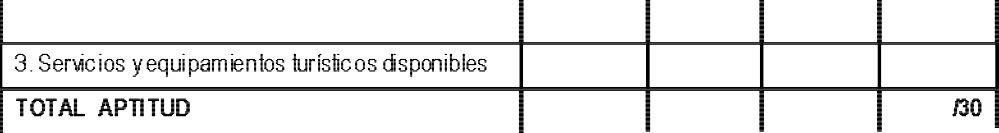 3. Servicios y equipamientos turísticos disponibles
TOTAL APTITUD /30